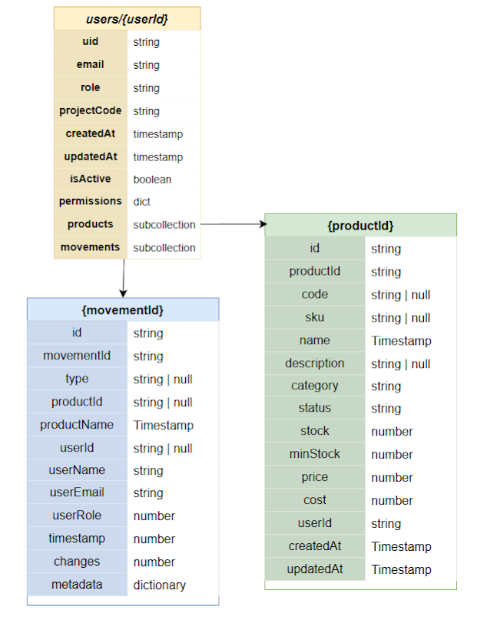 users/{userId}
uid string
email string
role string
projectCode string
createdAt timestamp
updatedAt timestamp
isActive boolean
permissions dict
products subcollection
movements subcollection
{productId}
id string
productId string
code string | null
sku string | null
name Timestamp
description string | null
category string
status string
stock number
minStock number
price number
cost number
userId string
createdAt Timestamp
updatedAt Timestamp
{movementId}
id string
movementId string
type string | null
productId string | null
productName Timestamp
userId string | null
userName string
userEmail string
userRole number
timestamp number
changes number
metadata dictionary